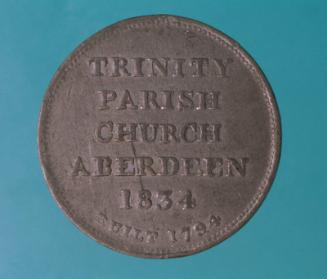 TRINITY
PARISH
CHURCH
ABERDEEN
1834
BUILT 1794